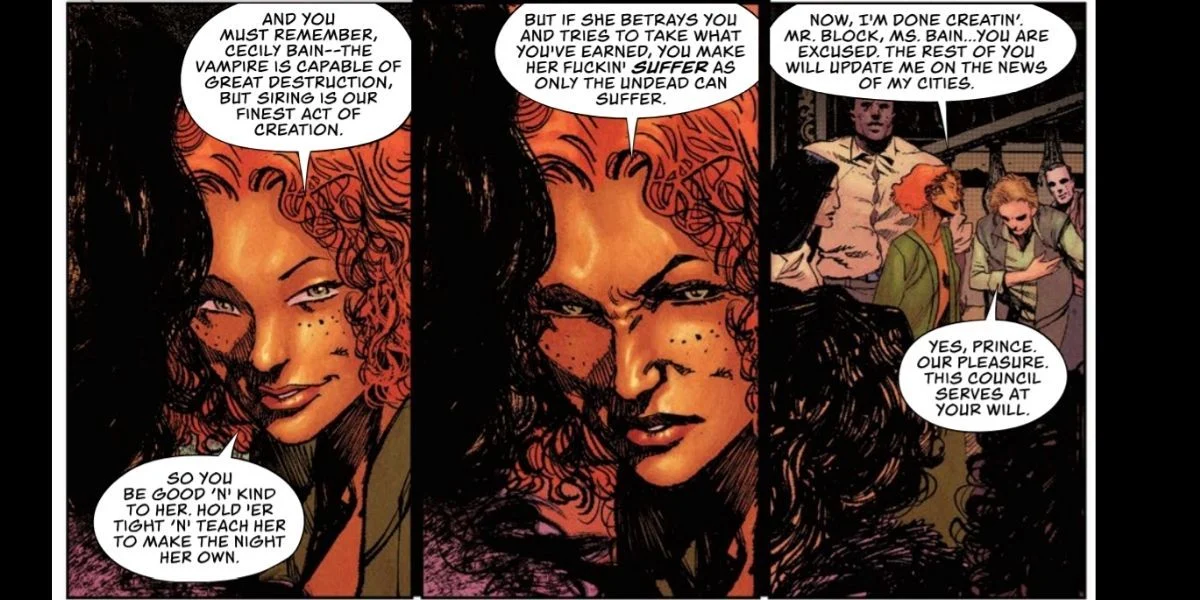 AND YOU
MUST REMEMBER,
CECILY BAIN--THE
VAMPIRE IS CAPABLE OF
GREAT DESTRUCTION,
BUT SIRING IS OUR
FINEST ACT OF
CREATION.
SO YOU
BE GOOD 'N' KIND
TO HER. HOLD 'ER
TIGHT 'N' TEACH HER
TO MAKE THE NIGHT
HER OWN.
BUT IF SHE BETRAYS YOU
AND TRIES TO TAKE WHAT
YOU'VE EARNED, YOU MAKE
HER FUCKIN' SUFFER AS
ONLY THE UNDEAD CAN
SUFFER.
NOW, I'M DONE CREATIN'.
MR. BLOCK, MS. BAIN...YOU ARE
EXCUSED. THE REST OF YOU
WILL UPDATE ME ON THE NEWS
OF MY CITIES.
YES, PRINCE.
OUR PLEASURE.
THIS COUNCIL
SERVES AT
YOUR WILL.